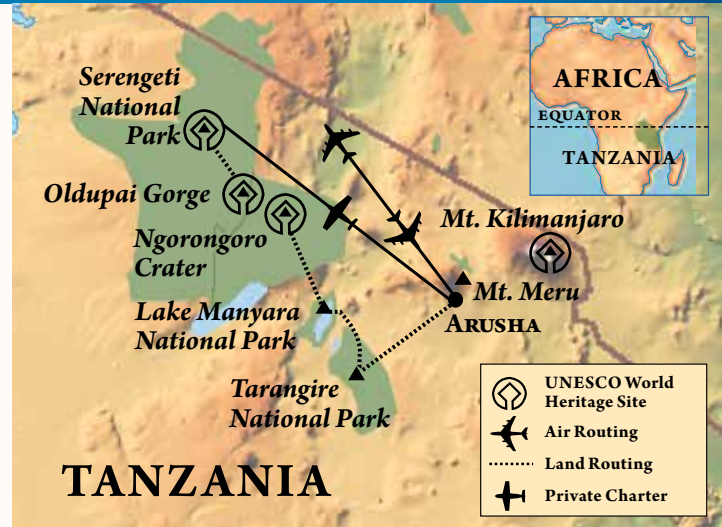 Serengeti
National
Park
Oldupai Gorge
Ngorongoro
Crater
Lake Manyara
National Park
Tarangire
National Park
Mt. Kilimanjaro
Mt. Meru
ARUSHA
TANZANIA
AFRICA
EQUATOR
TANZANIA
UNESCO World
Heritage Site
Air Routing
Land Routing
Private Charter